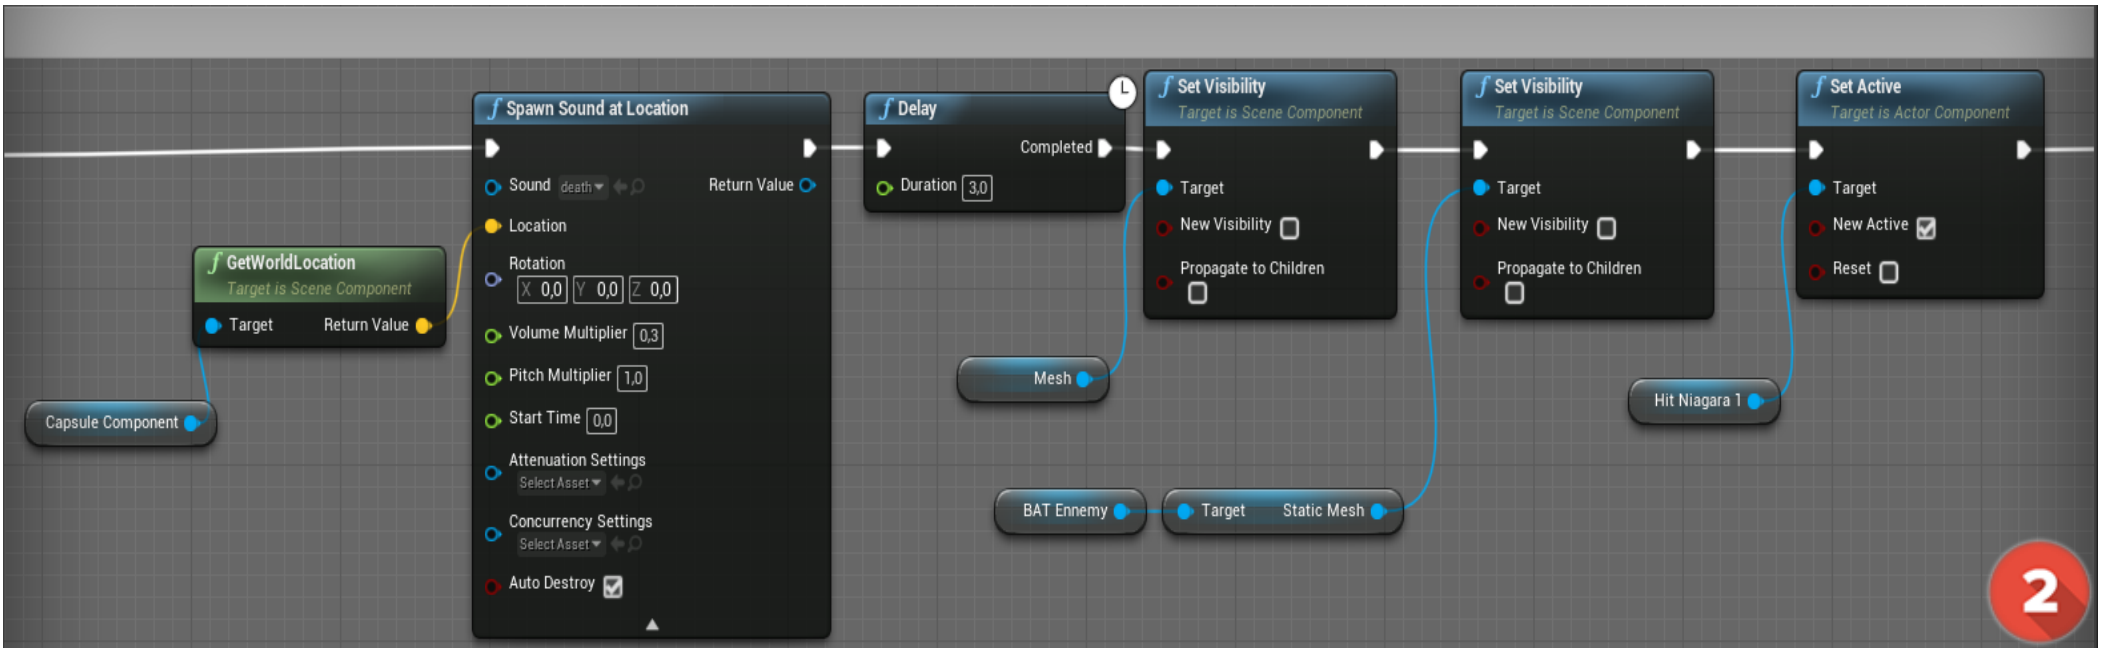 f GetWorldLocation
Target is Scene Component
Target Return Value
Capsule Component
f Spawn Sound at Location
Sound death Return Value
Location
Rotation
X 0,0 Y 0,0 Z 0,0
Volume Multiplier 0,3
Pitch Multiplier 1,0
Start Time 0,0
Attenuation Settings
Select Asset
Concurrency Settings
Select Asset
Auto Destroy
f Delay
Completed
Duration 3,0
f Set Visibility
Target is Scene Component
Target
New Visibility
Propagate to Children
Mesh
f Set Visibility
Target is Scene Component
Target
New Visibility
Propagate to Children
BAT Ennemy
Target Static Mesh
f Set Active
Target is Actor Component
Target
New Active
Reset
Hit Niagara 1
2